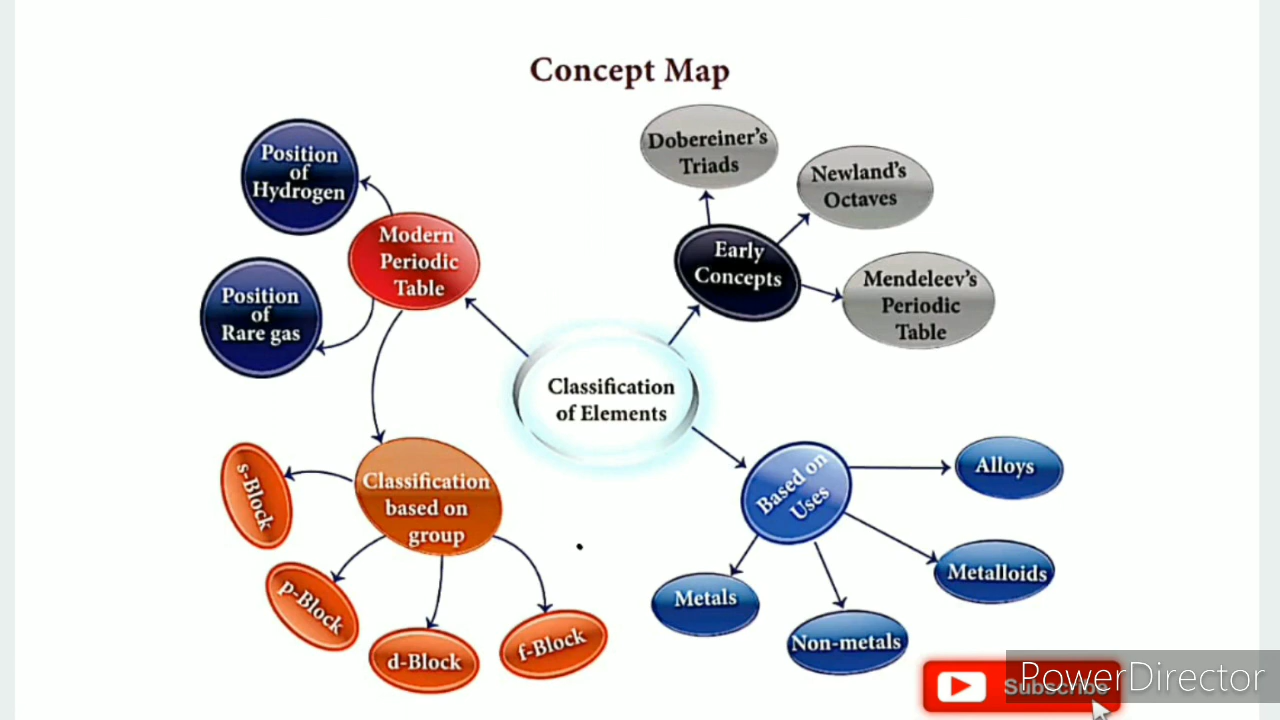 Concept Map
Position
of
Hydrogen
Modern
Periodic
Table
Position
of
Rare gas
Dobereiner's
Triads
Newland's
Octaves
Early
Concepts
Mendeleev's
Periodic
Table
Classification
of Elements
Classification
based on
group
s-Block
p-Block
d-Block
f-Block
Based on
Uses
Alloys
Metalloids
Metals
Non-metals
Subscribe
PowerDirector